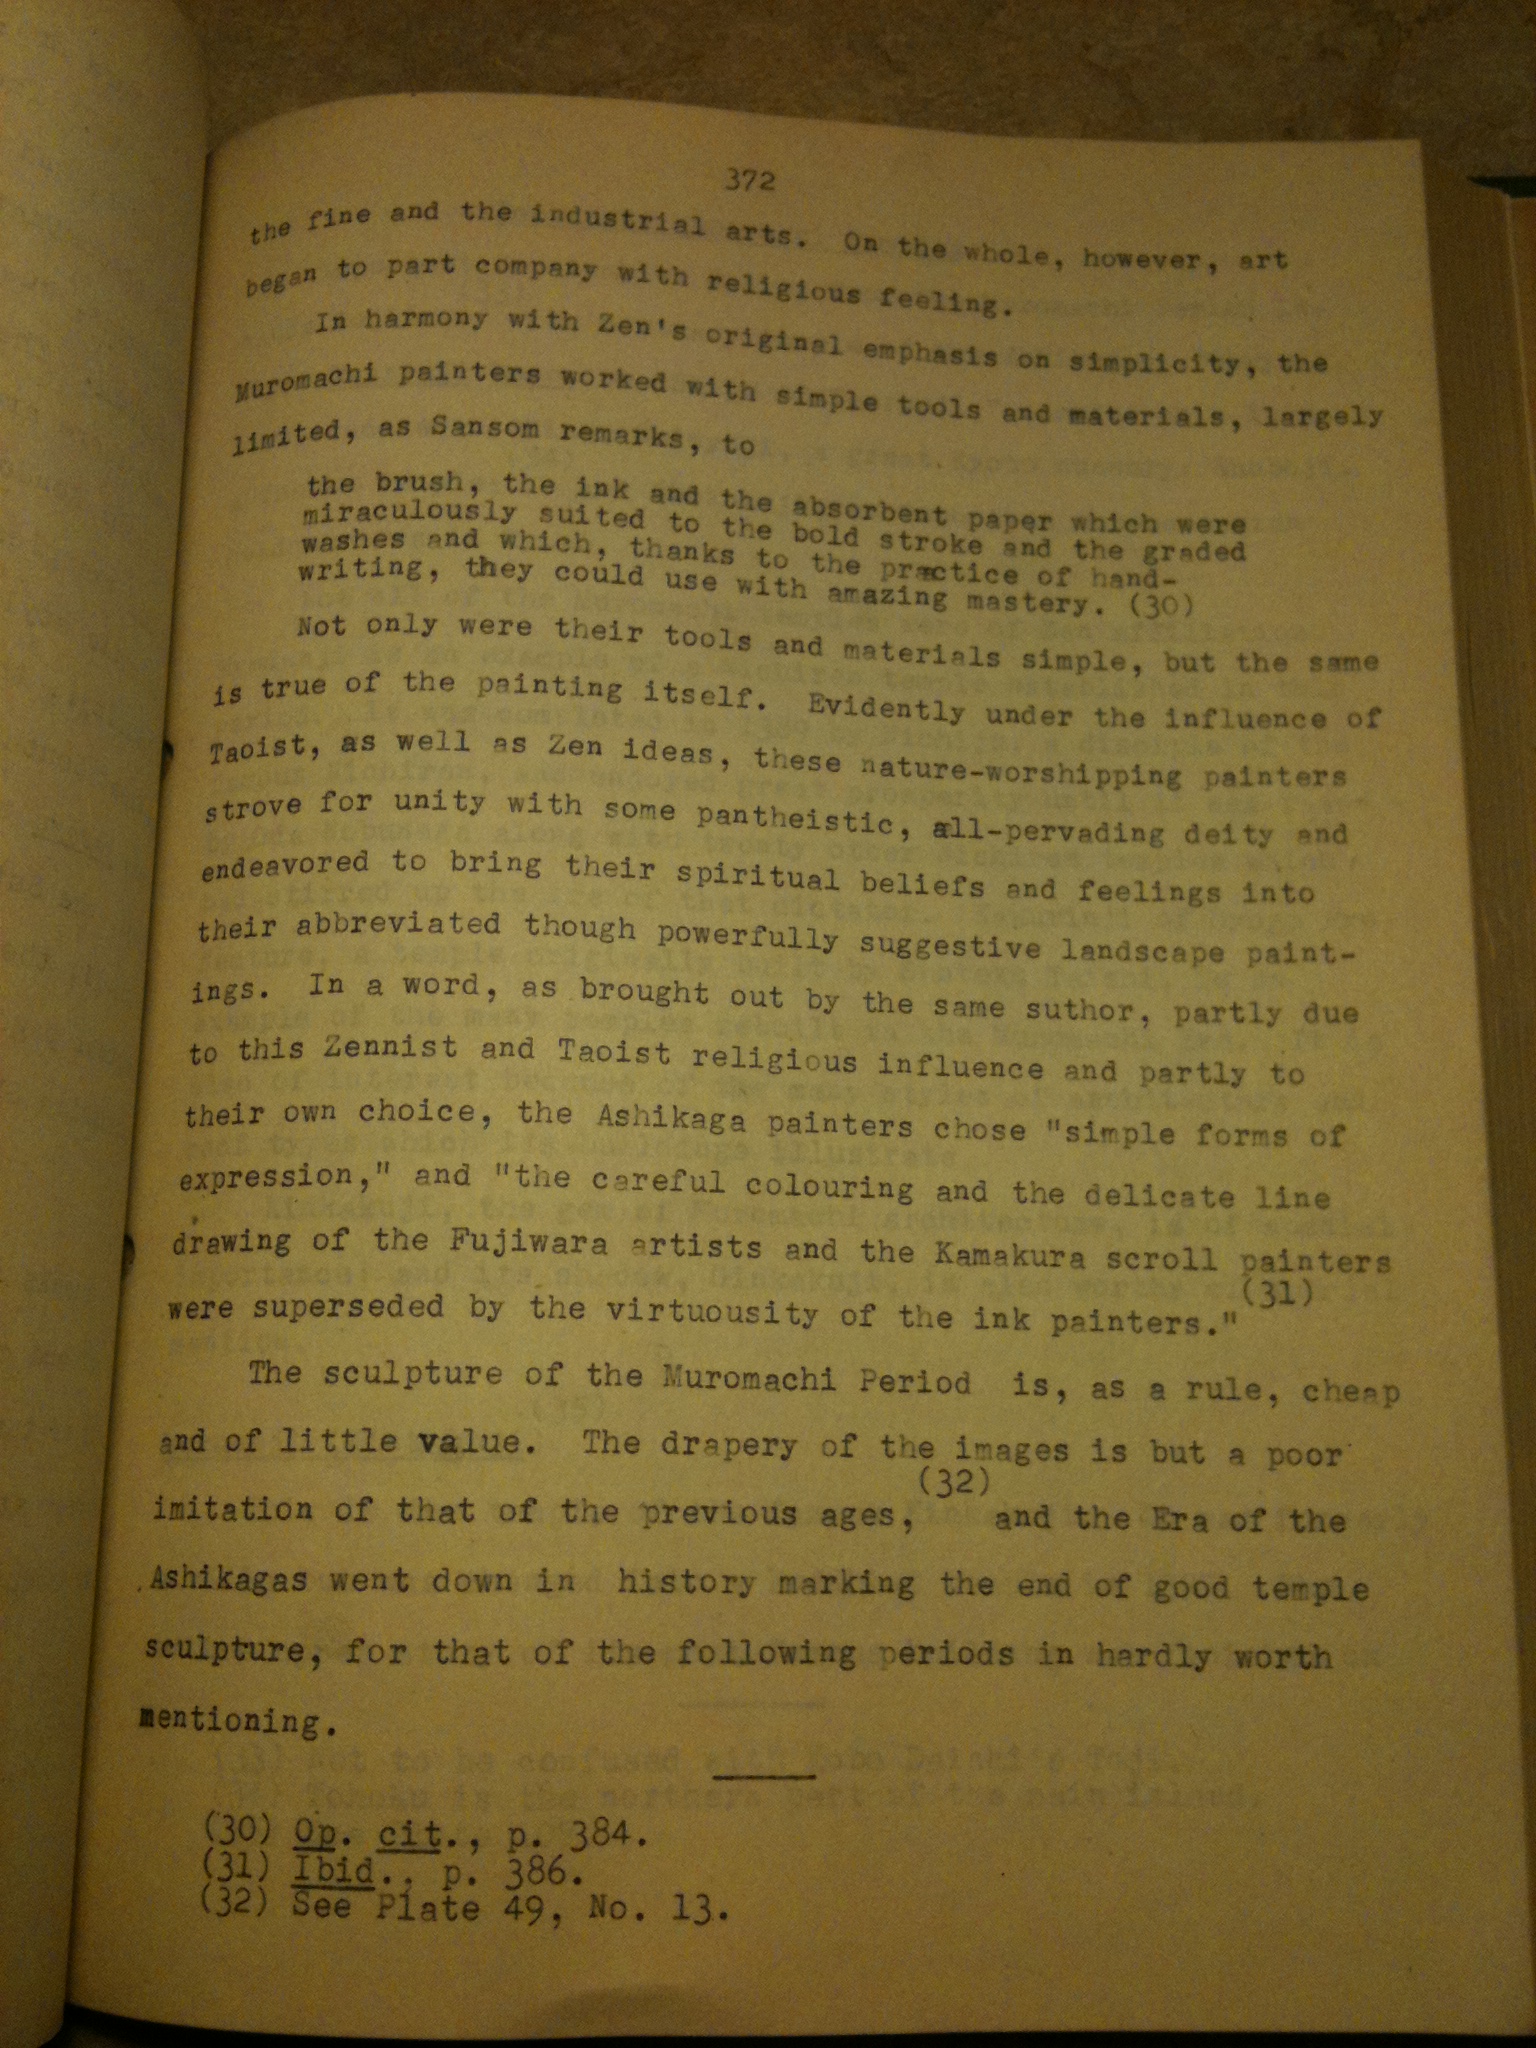 372
the fine and the industrial arts. On the whole, however, art
began to part company with religious feeling.
In harmony with Zen's original emphasis on simplicity, the
Muromachi painters worked with simple tools and materials, largely
limited, as Sansom remarks, to
the brush, the ink and the absorbent paper which were
miraculously suited to the bold stroke and the graded
washes and which, thanks to the practice of hand-
writing, they could use with amazing mastery. (30)
Not only were their tools and materials simple, but the same
is true of the painting itself. Evidently under the influence of
Taoist, as well as Zen ideas, these nature-worshipping painters
strove for unity with some pantheistic, all-pervading deity and
endeavored to bring their spiritual beliefs and feelings into
their abbreviated though powerfully suggestive landscape paint-
ings. In a word, as brought out by the same suthor, partly due
to this Zennist and Taoist religious influence and partly to
their own choice, the Ashikaga painters chose "simple forms of
expression," and "the careful colouring and the delicate line
drawing of the Fujiwara artists and the Kamakura scroll painters
were superseded by the virtuousity of the ink painters." (31)
The sculpture of the Muromachi Period is, as a rule, cheap
and of little value. The drapery of the images is but a poor
imitation of that of the previous ages, (32) and the Era of the
Ashikagas went down in history marking the end of good temple
sculpture, for that of the following periods in hardly worth
mentioning.
(30) Op. cit., p. 384.
(31) Ibid., p. 386.
(32) See Plate 49, No. 13.